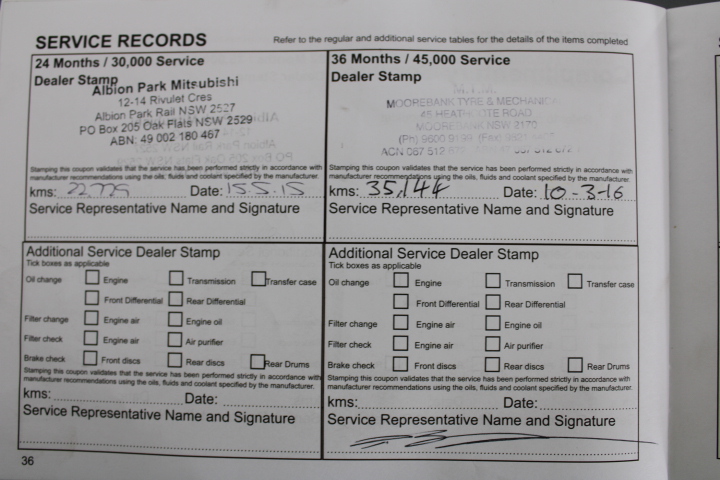 SERVICE RECORDS
Refer to the regular and additional service tables for the details of the items completed
24 Months / 30,000 Service
Dealer Stamp
Albion Park Mitsubishi
12-14 Rivulet Cres
Albion Park Rail NSW 2527
PO Box 205 Oak Flats NSW 2529
ABN: 49 002 180 467
Stamping this coupon validates that the service has been performed strictly in accordance with
manufacturer recommendations using the oils, fluids and coolant specified by the manufacturer.
kms: 22,779 Date: 15.5.15
Service Representative Name and Signature
36 Months / 45,000 Service
Dealer Stamp
M.T.M.
MOOREBANK TYRE & MECHANICAL
45 HEATHCOTE ROAD
MOOREBANK NSW 2170
(Ph) 9600 9199 (Fax)
ACN 067 512
Stamping this coupon validates that the service has been performed strictly in accordance with
manufacturer recommendations using the oils, fluids and coolant specified by the manufacturer.
kms: 35,144 Date: 10-3-16
Service Representative Name and Signature
Additional Service Dealer Stamp
Tick boxes as applicable
Oil change Engine Transmission Transfer case
Front Differential Rear Differential
Filter change Engine air Engine oil
Filter check Engine air Air purifier
Brake check Front discs Rear discs Rear Drums
Stamping this coupon validates that the service has been performed strictly in accordance with
manufacturer recommendations using the oils, fluids and coolant specified by the manufacturer.
kms: Date:
Service Representative Name and Signature
Additional Service Dealer Stamp
Tick boxes as applicable
Oil change Engine Transmission Transfer case
Front Differential Rear Differential
Filter change Engine air Engine oil
Filter check Engine air Air purifier
Brake check Front discs Rear discs Rear Drums
Stamping this coupon validates that the service has been performed strictly in accordance with
manufacturer recommendations using the oils, fluids and coolant specified by the manufacturer.
kms: Date:
Service Representative Name and Signature
36